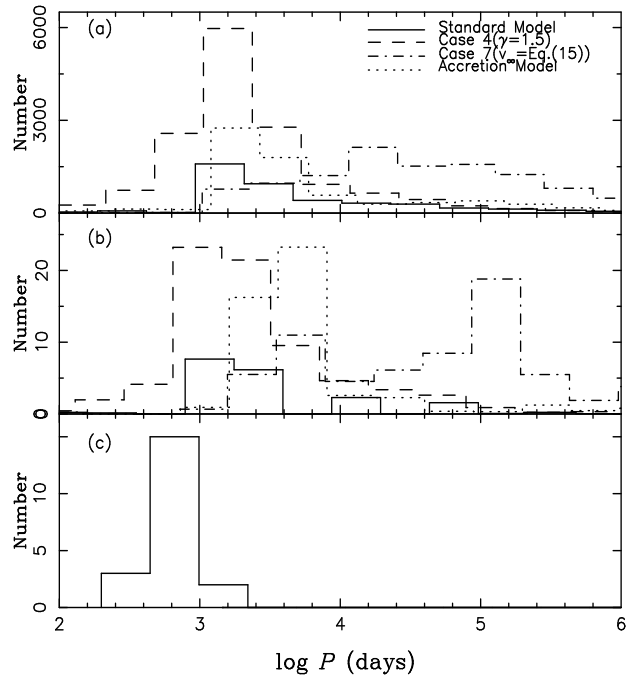 (a)
Standard Model
Case 4(γ=1.5)
Case 7(v∞=Eq.(15))
Accretion Model
Number
6000
3000
0
(b)
Number
20
10
0
(c)
Number
10
5
0
2 3 4 5 6
log P (days)